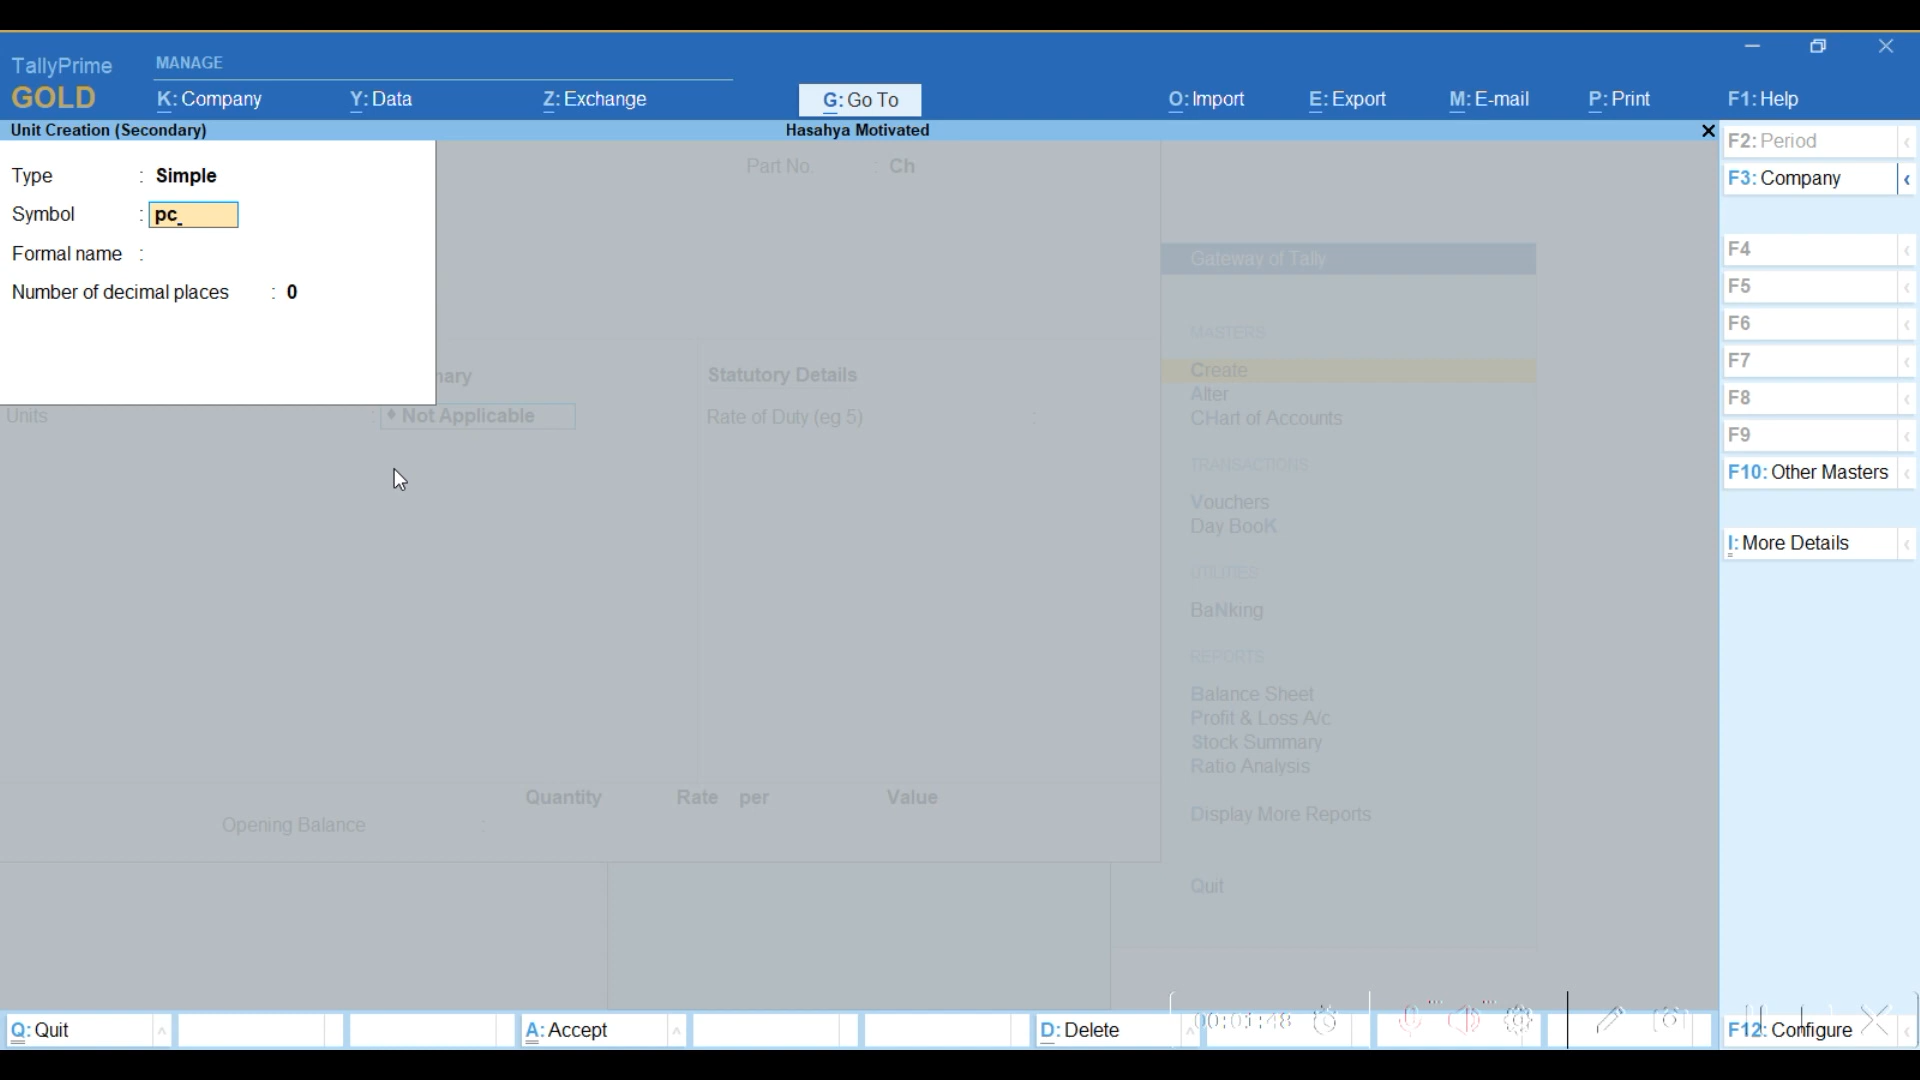 TallyPrime
GOLD
MANAGE
K: Company
Y: Data
Z: Exchange
G: Go To
O: Import
E: Export
M: E-mail
P: Print
F1: Help
Unit Creation (Secondary)
Hasahya Motivated
Type : Simple
Symbol : pc
Formal name :
Number of decimal places : 0
Part No. : Ch
Statutory Details
Units : ♦ Not Applicable
Rate of Duty (eg 5) :
Quantity Rate per Value
Opening Balance :
Gateway of Tally
MASTERS
Create
Alter
CHart of Accounts
TRANSACTIONS
Vouchers
Day BooK
UTILITIES
BaNking
REPORTS
Balance Sheet
Profit & Loss A/c
Stock Summary
Ratio Analysis
Display More Reports
Quit
F2: Period
F3: Company
F4
F5
F6
F7
F8
F9
F10: Other Masters
I: More Details
Q: Quit
A: Accept
D: Delete
00:01:48
F12: Configure